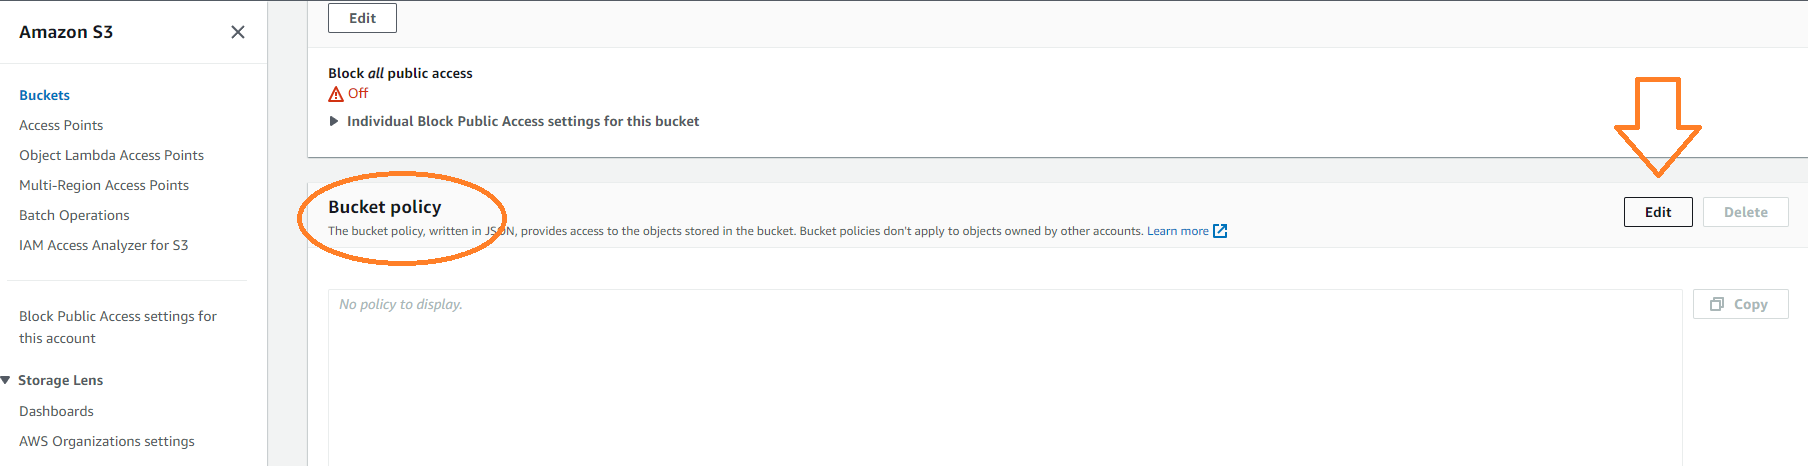 Amazon S3
Buckets
Access Points
Object Lambda Access Points
Multi-Region Access Points
Batch Operations
IAM Access Analyzer for S3
Block Public Access settings for
this account
Storage Lens
Dashboards
AWS Organizations settings
Edit
Block all public access
Off
Individual Block Public Access settings for this bucket
Bucket policy
The bucket policy, written in JSON, provides access to the objects stored in the bucket. Bucket policies don't apply to objects owned by other accounts. Learn more
Edit
Delete
No policy to display.
Copy